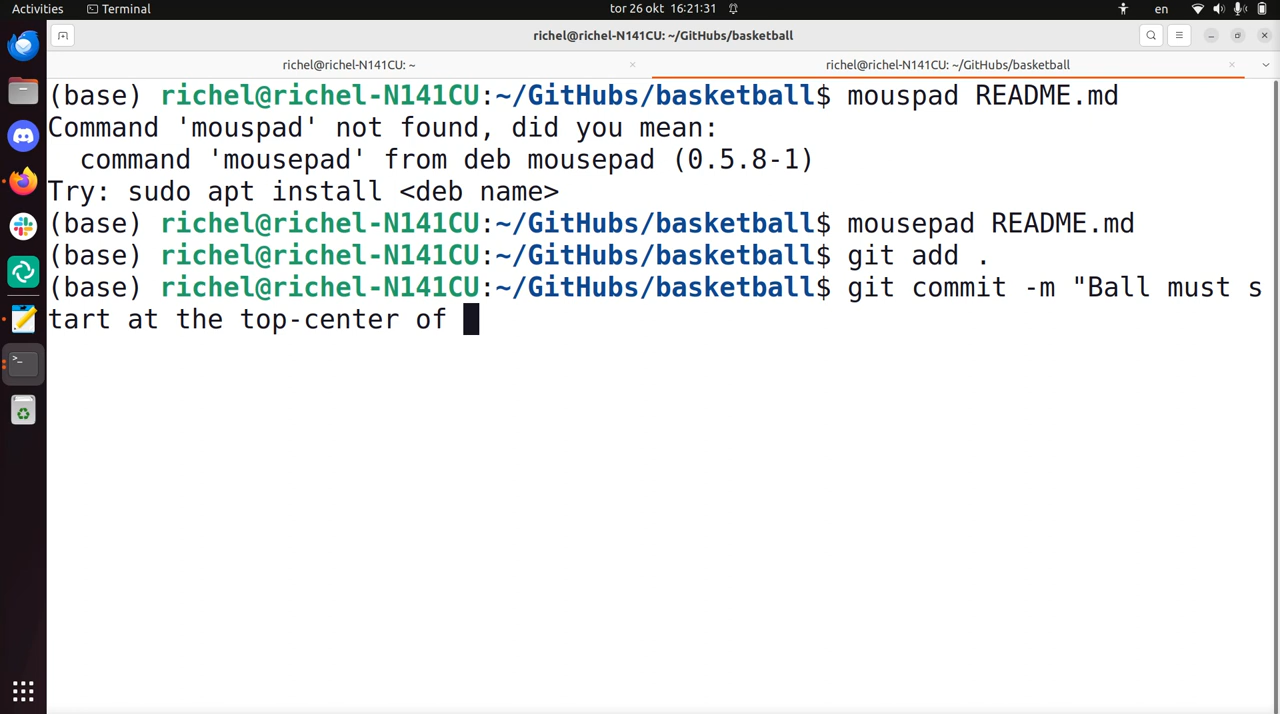 Activities Terminal tor 26 okt 16:21:31 en
richel@richel-N141CU: ~/GitHubs/basketball
richel@richel-N141CU: ~ richel@richel-N141CU: ~/GitHubs/basketball
(base) richel@richel-N141CU:~/GitHubs/basketball$ mouspad README.md
Command 'mouspad' not found, did you mean:
  command 'mousepad' from deb mousepad (0.5.8-1)
Try: sudo apt install <deb name>
(base) richel@richel-N141CU:~/GitHubs/basketball$ mousepad README.md
(base) richel@richel-N141CU:~/GitHubs/basketball$ git add .
(base) richel@richel-N141CU:~/GitHubs/basketball$ git commit -m "Ball must s
tart at the top-center of